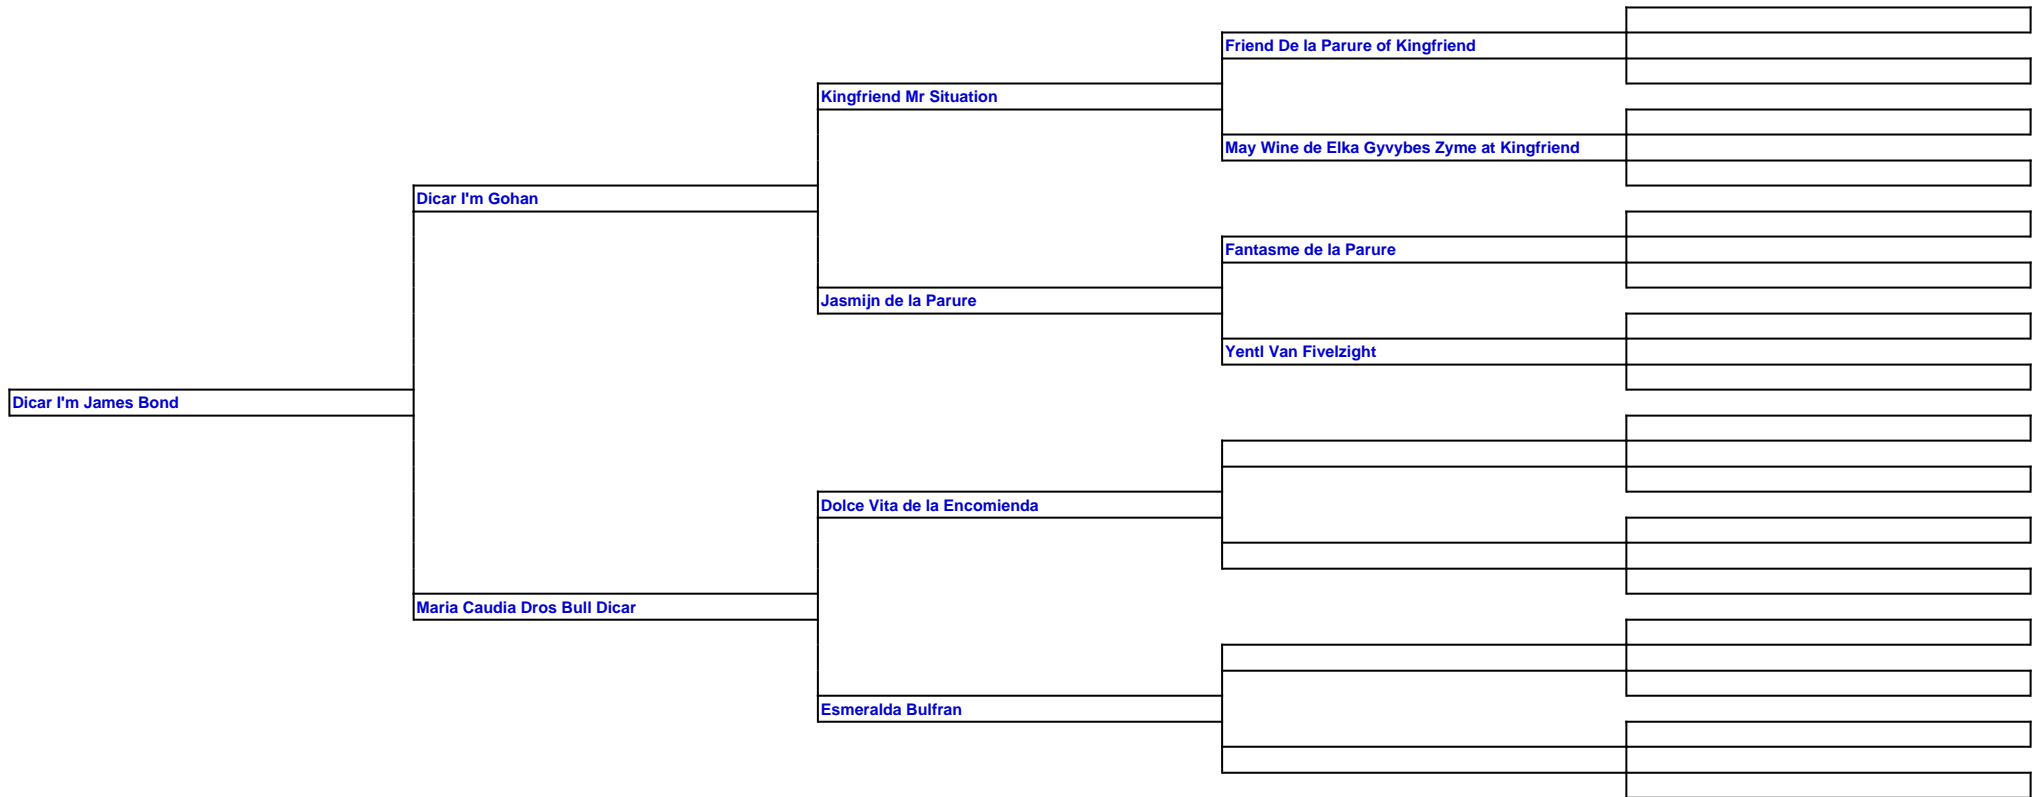 Friend De la Parure of Kingfriend
Kingfriend Mr Situation
May Wine de Elka Gyvybes Zyme at Kingfriend
Dicar I'm Gohan
Fantasme de la Parure
Jasmijn de la Parure
Yentl Van Fivelzight
Dicar I'm James Bond
Dolce Vita de la Encomienda
Maria Caudia Dros Bull Dicar
Esmeralda Bulfran